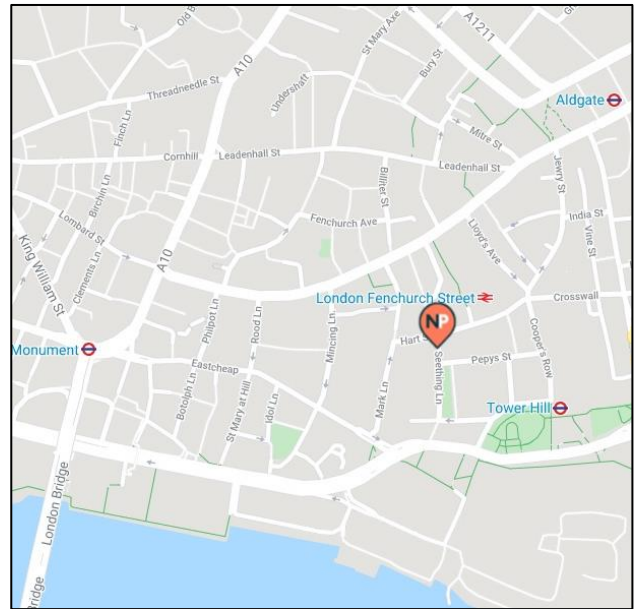 Old B
A10
St Mary Axe
A1211
Gr
Bury St
Threadneedle St
Undershaft
Aldgate
Finch Ln
Mitre St
Cornhill
Leadenhall St
Leadenhall St
Birchin Ln
Billiter St
Jewry St
Lombard St
Fenchurch Ave
Lloyd's Ave
India St
Vine St
King William St
Clements Ln
A10
London Fenchurch Street
Crosswall
Philpot Ln
Rood Ln
Mincing Ln
NP
Hart S
Cooper's Row
Monument
Eastcheap
Seething Ln
Pepys St
Botolph Ln
St Mary at Hill
Idol Ln
Mark Ln
Tower Hill
London Bridge
Bridge